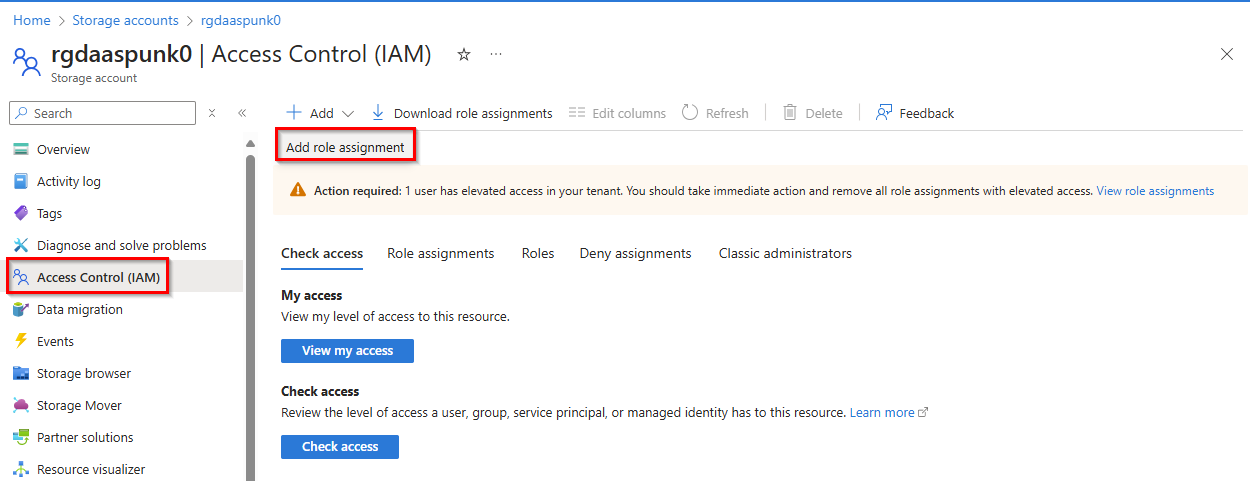 Home > Storage accounts > rgdaaspunk0
rgdaaspunk0 | Access Control (IAM)
Storage account
Search
Add
Download role assignments
Edit columns
Refresh
Delete
Feedback
Add role assignment
Overview
Activity log
Tags
Diagnose and solve problems
Access Control (IAM)
Data migration
Events
Storage browser
Storage Mover
Partner solutions
Resource visualizer
Action required: 1 user has elevated access in your tenant. You should take immediate action and remove all role assignments with elevated access. View role assignments
Check access
Role assignments
Roles
Deny assignments
Classic administrators
My access
View my level of access to this resource.
View my access
Check access
Review the level of access a user, group, service principal, or managed identity has to this resource. Learn more
Check access